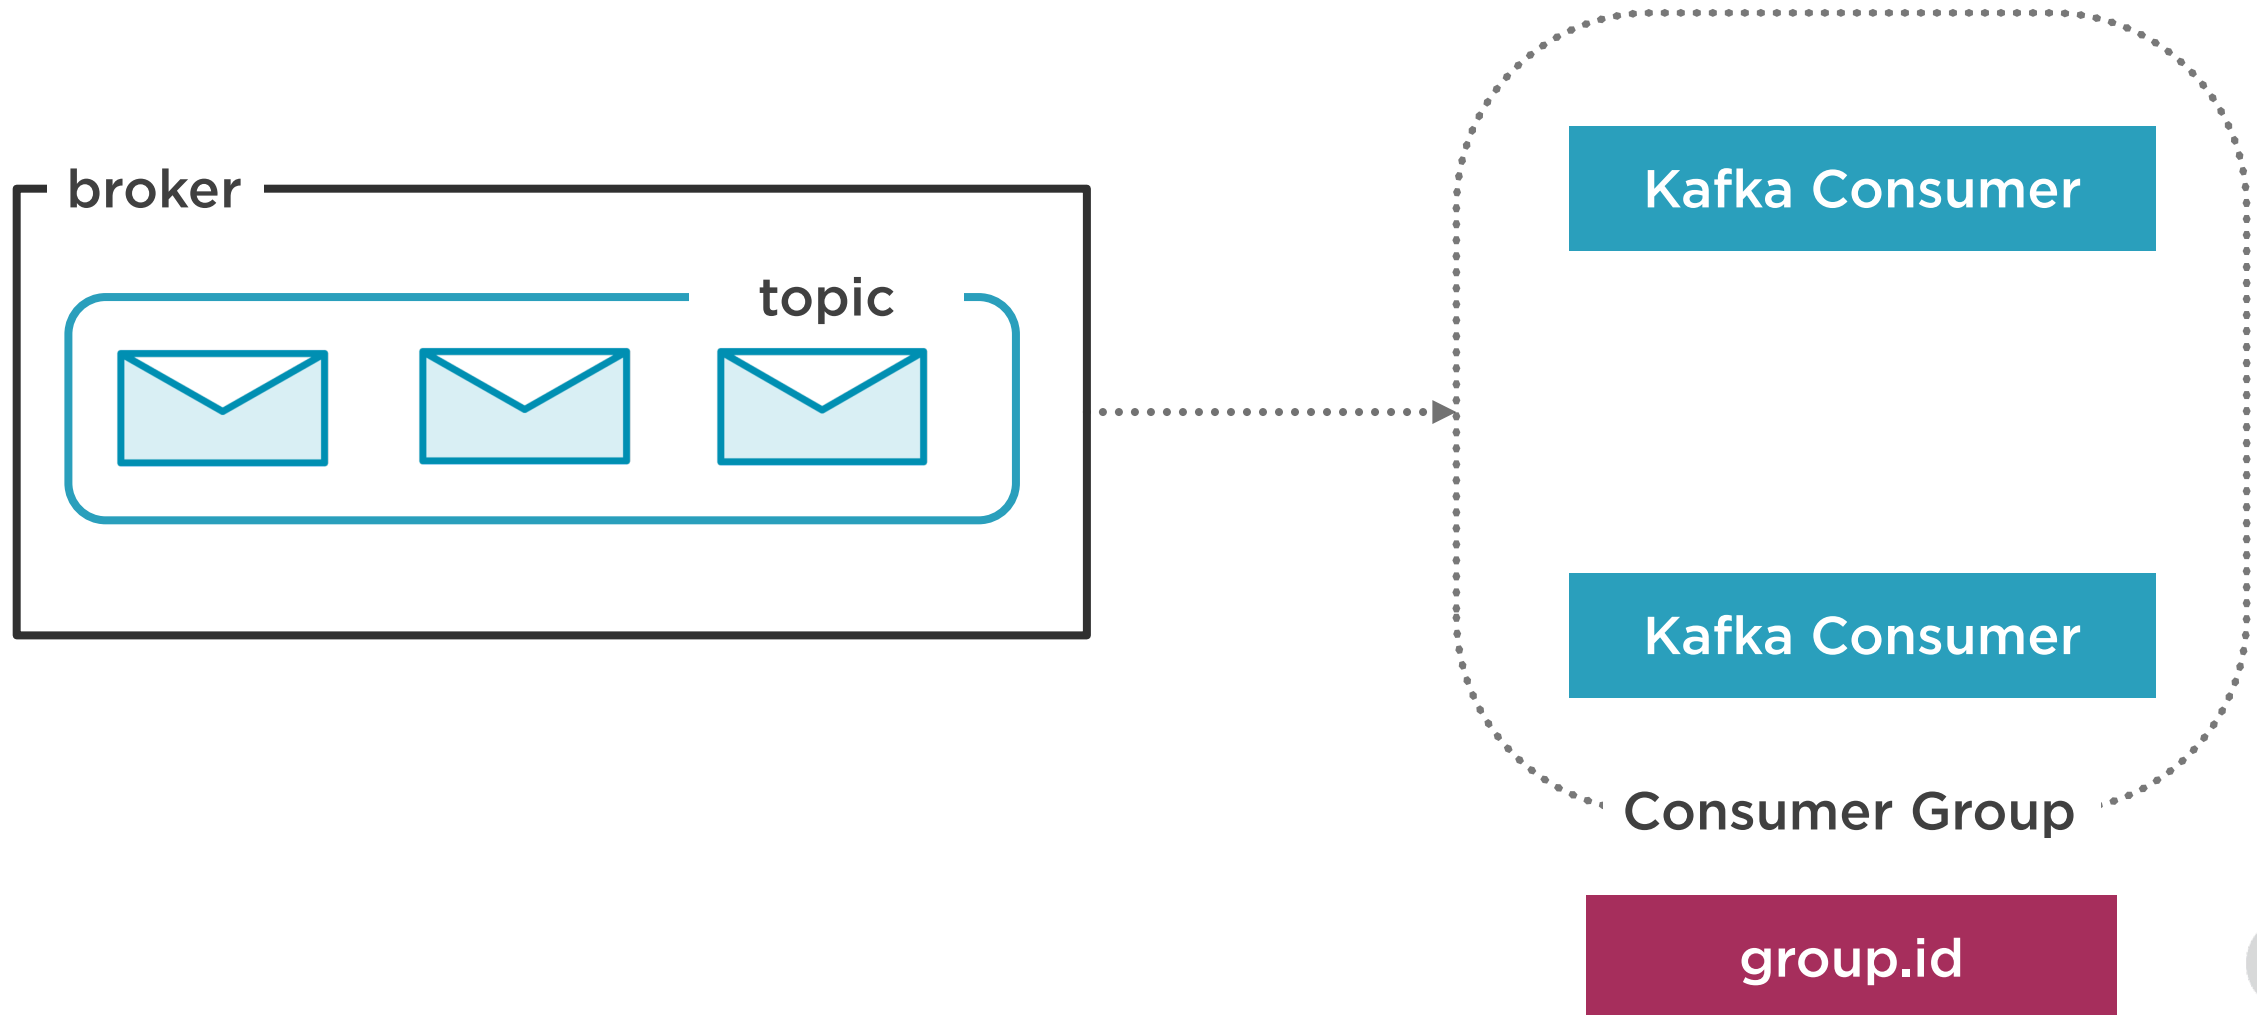 broker
topic
Kafka Consumer
Kafka Consumer
Consumer Group
group.id